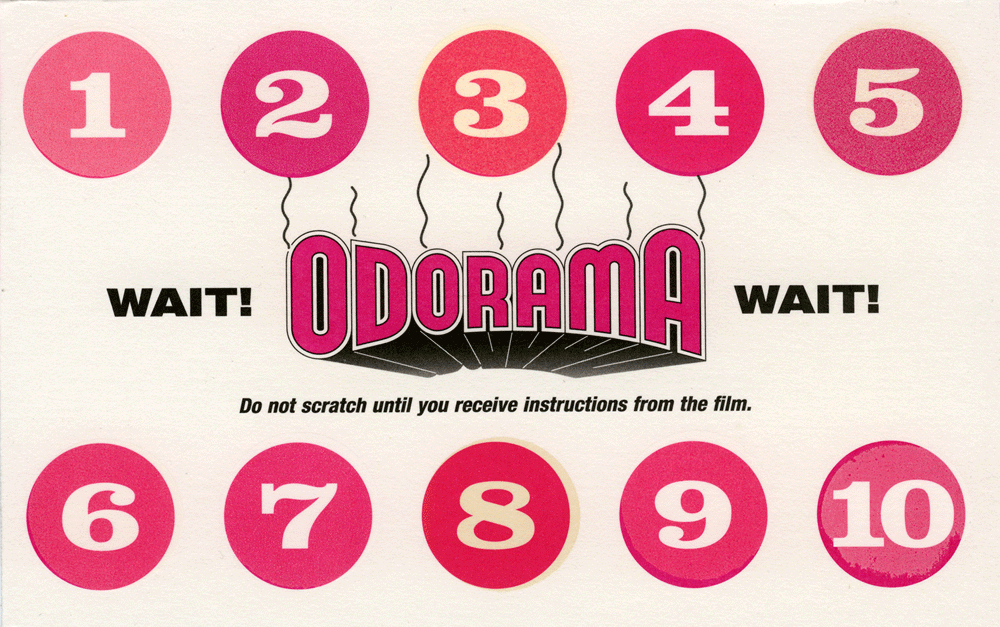 1 2 3 4 5
WAIT! ODORAMA WAIT!
Do not scratch until you receive instructions from the film.
6 7 8 9 10